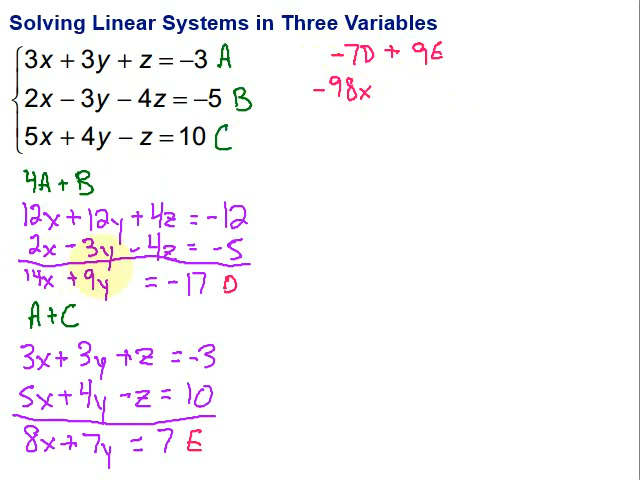 Solving Linear Systems in Three Variables
3x + 3y + z = –3 A
2x – 3y – 4z = –5 B
5x + 4y – z = 10 C
4A + B
12x + 12y + 4z = -12
2x - 3y - 4z = -5
14x + 9y = -17 D
A + C
3x + 3y + z = -3
5x + 4y - z = 10
8x + 7y = 7 E
-7D + 9E
-98x